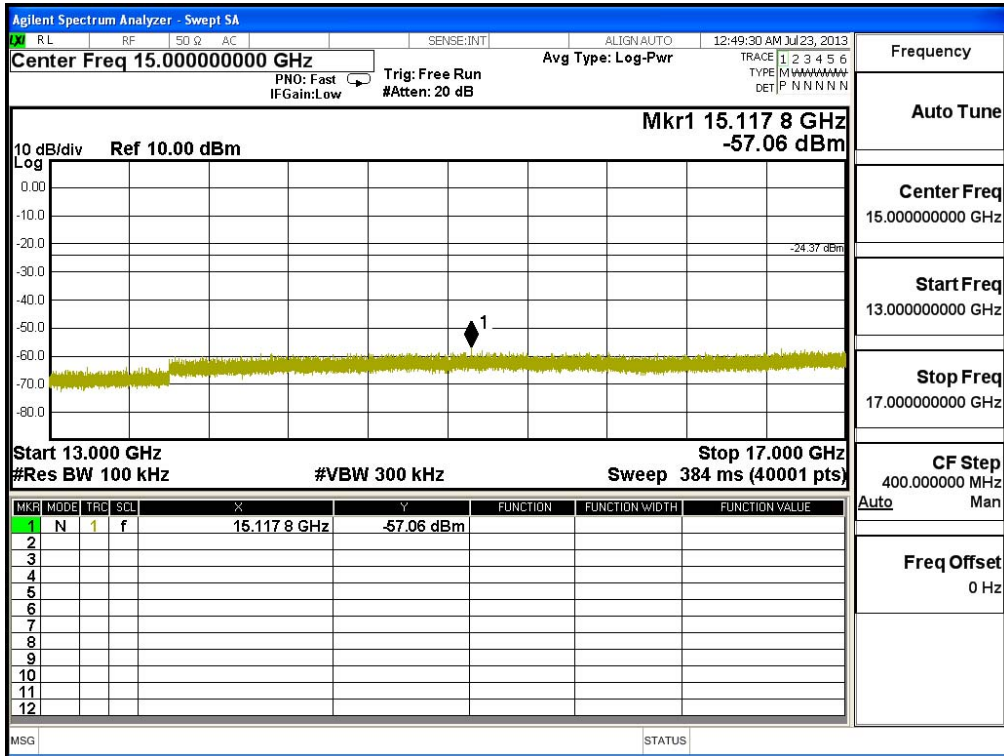 Agilent Spectrum Analyzer - Swept SA
LXI RL RF 50 Ω AC SENSE:INT ALIGN AUTO 12:49:30 AM Jul 23, 2013
Center Freq 15.000000000 GHz
PNO: Fast
IFGain:Low
Trig: Free Run
#Atten: 20 dB
Avg Type: Log-Pwr
TRACE 1 2 3 4 5 6
TYPE M
DET P N N N N N
Mkr1 15.117 8 GHz
-57.06 dBm
10 dB/div Ref 10.00 dBm
Log
0.00
-10.0
-20.0
-24.37 dBm
-30.0
-40.0
-50.0
1
-60.0
-70.0
-80.0
Start 13.000 GHz Stop 17.000 GHz
#Res BW 100 kHz #VBW 300 kHz Sweep 384 ms (40001 pts)
MKR MODE TRC SCL X Y FUNCTION FUNCTION WIDTH FUNCTION VALUE
1 N 1 f 15.117 8 GHz -57.06 dBm
2
3
4
5
6
7
8
9
10
11
12
MSG STATUS
Frequency
Auto Tune
Center Freq
15.000000000 GHz
Start Freq
13.000000000 GHz
Stop Freq
17.000000000 GHz
CF Step
400.000000 MHz
Auto Man
Freq Offset
0 Hz